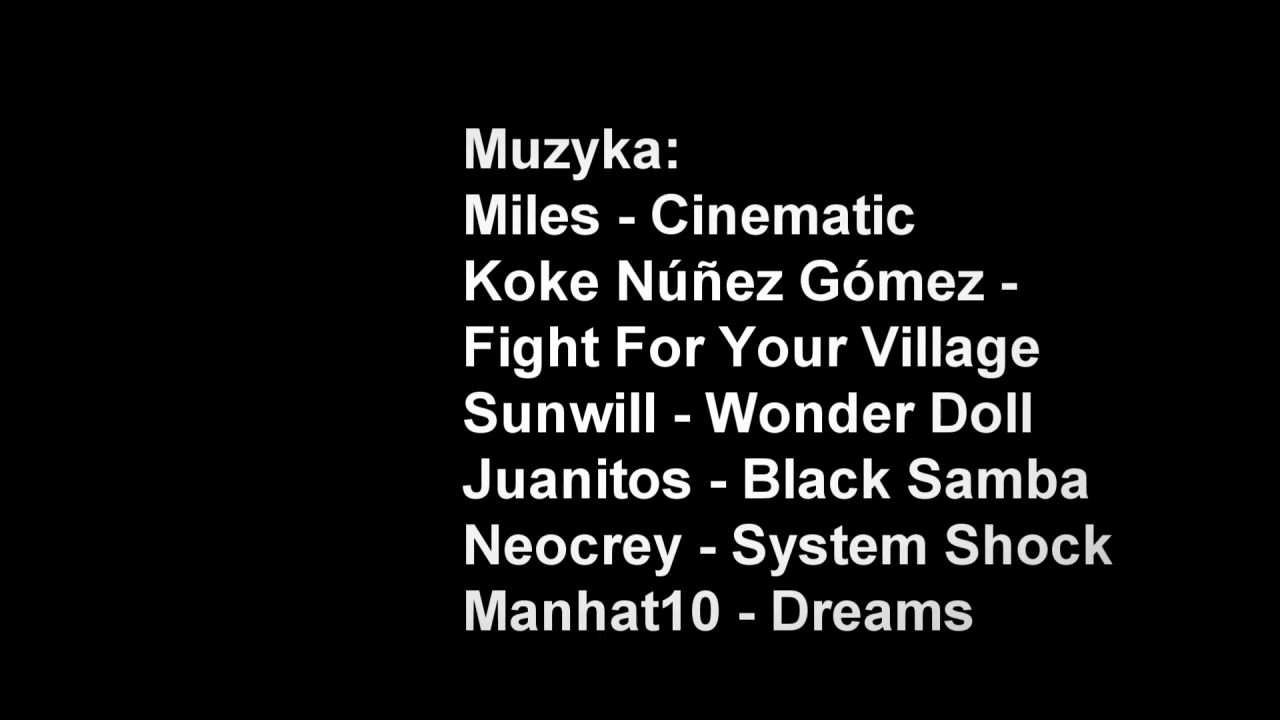 Muzyka:
Miles - Cinematic
Koke Núñez Gómez -
Fight For Your Village
Sunwill - Wonder Doll
Juanitos - Black Samba
Neocrey - System Shock
Manhat10 - Dreams